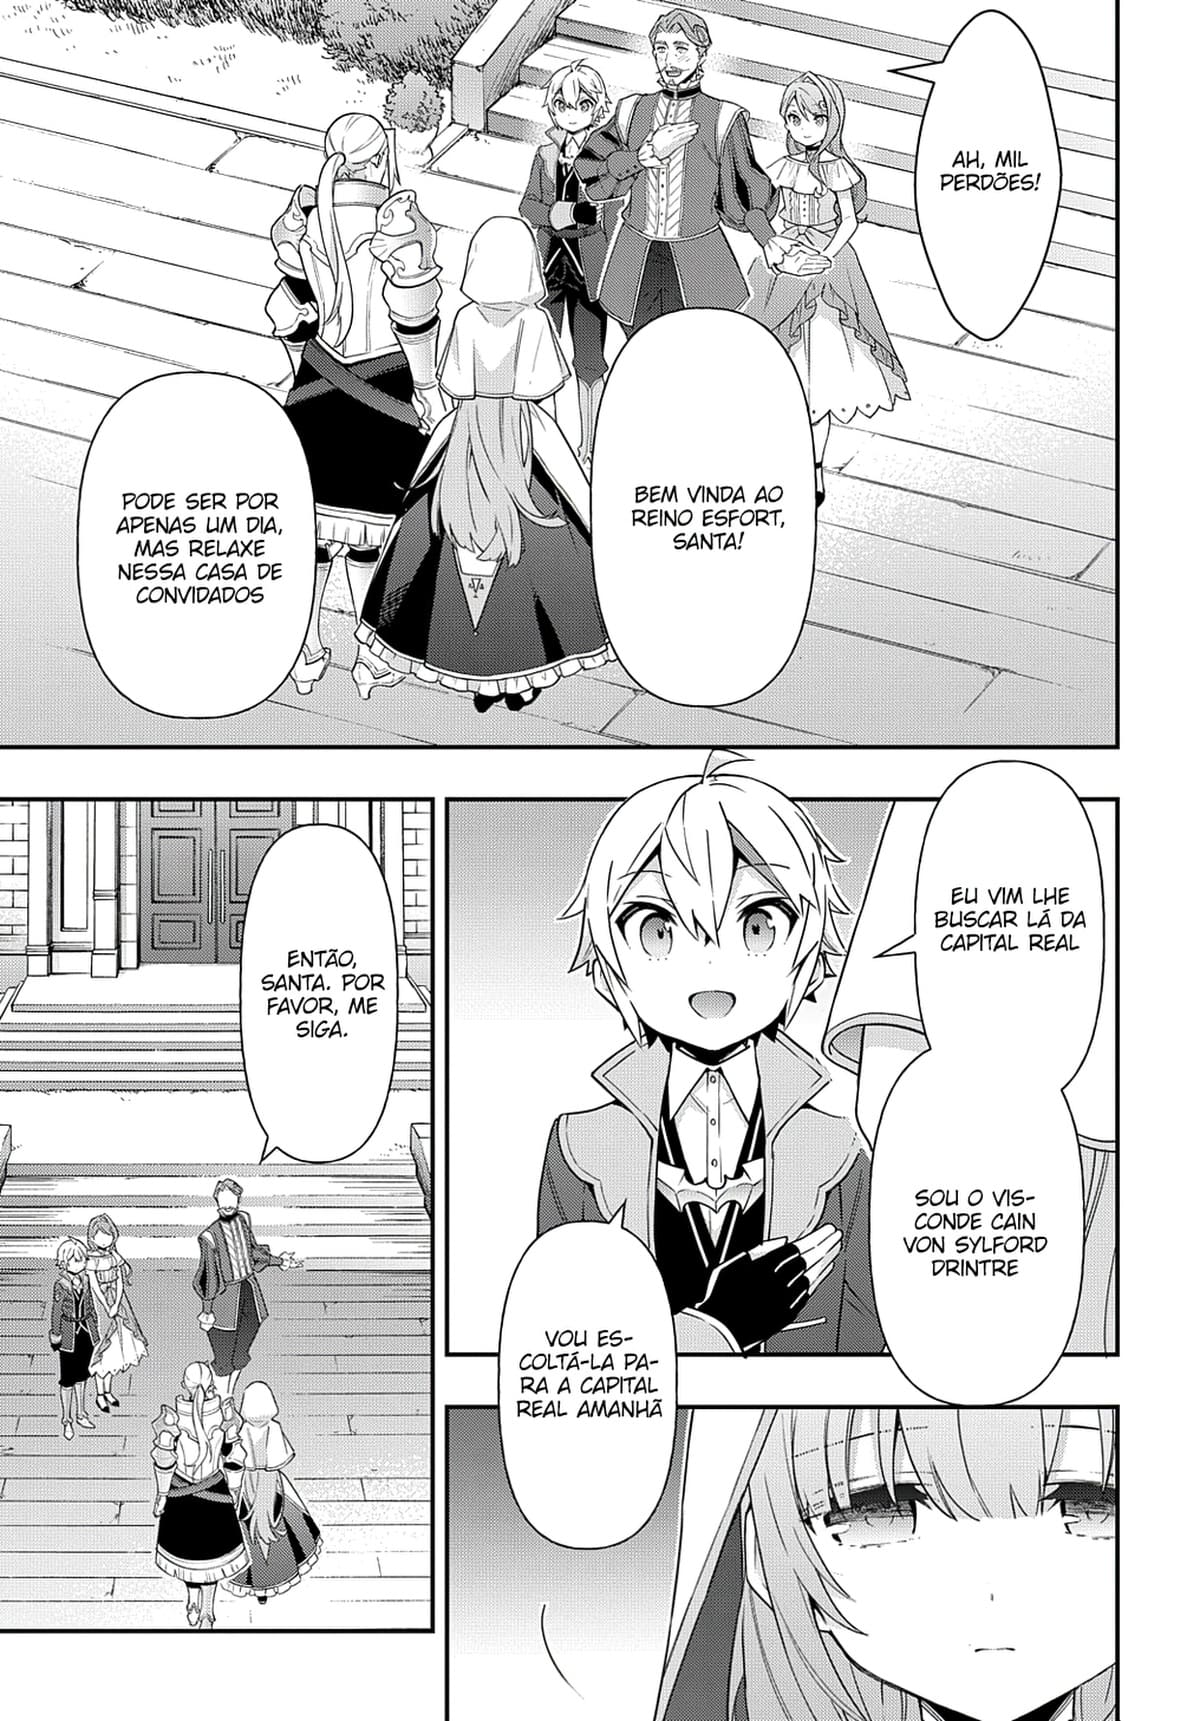 AH, MIL
PERDÕES!
BEM VINDA AO
REINO ESFORT,
SANTA!
PODE SER POR
APENAS UM DIA,
MAS RELAXE
NESSA CASA DE
CONVIDADOS
EU VIM LHE
BUSCAR LÁ DA
CAPITAL REAL
SOU O VIS-
CONDE CAIN
VON SYLFORD
DRINTRE
VOU ES-
COLTÁ-LA PA-
RA A CAPITAL
REAL AMANHÃ
ENTÃO,
SANTA. POR
FAVOR, ME
SIGA.